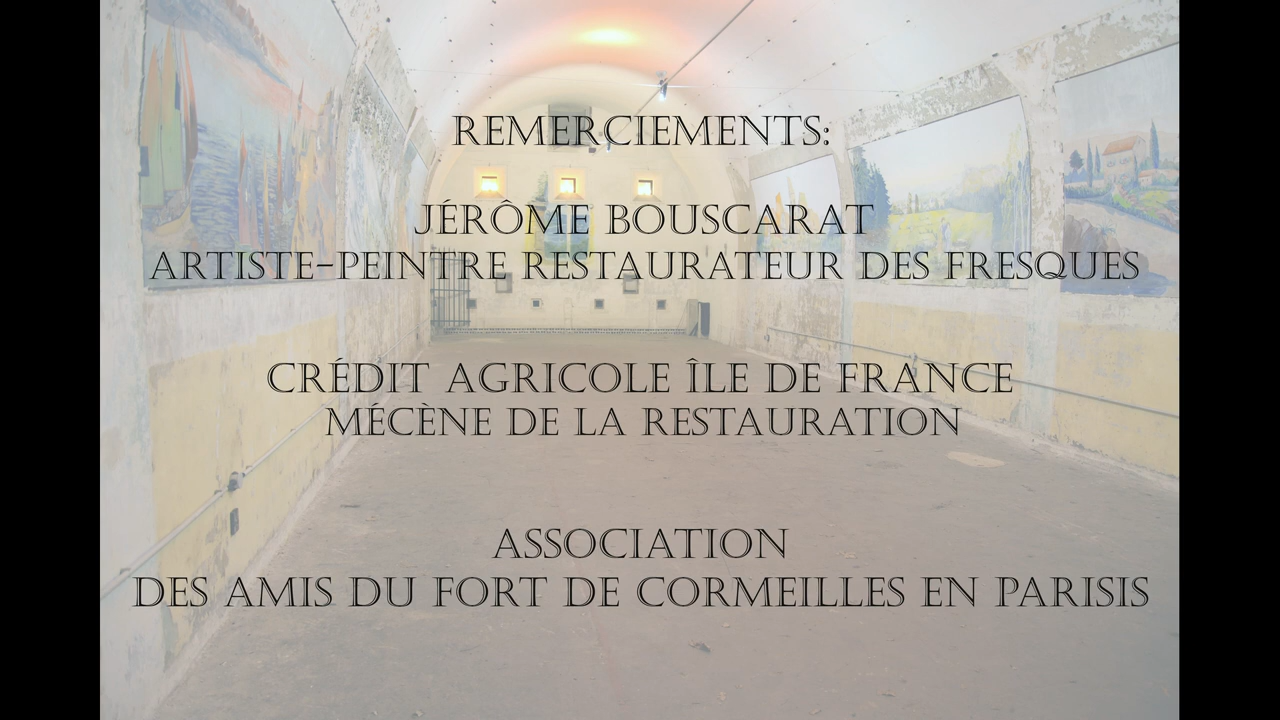 REMERCIEMENTS:
JÉRÔME BOUSCARAT
ARTISTE-PEINTRE RESTAURATEUR DES FRESQUES
CRÉDIT AGRICOLE ÎLE DE FRANCE
MÉCÈNE DE LA RESTAURATION
ASSOCIATION
DES AMIS DU FORT DE CORMEILLES EN PARISIS